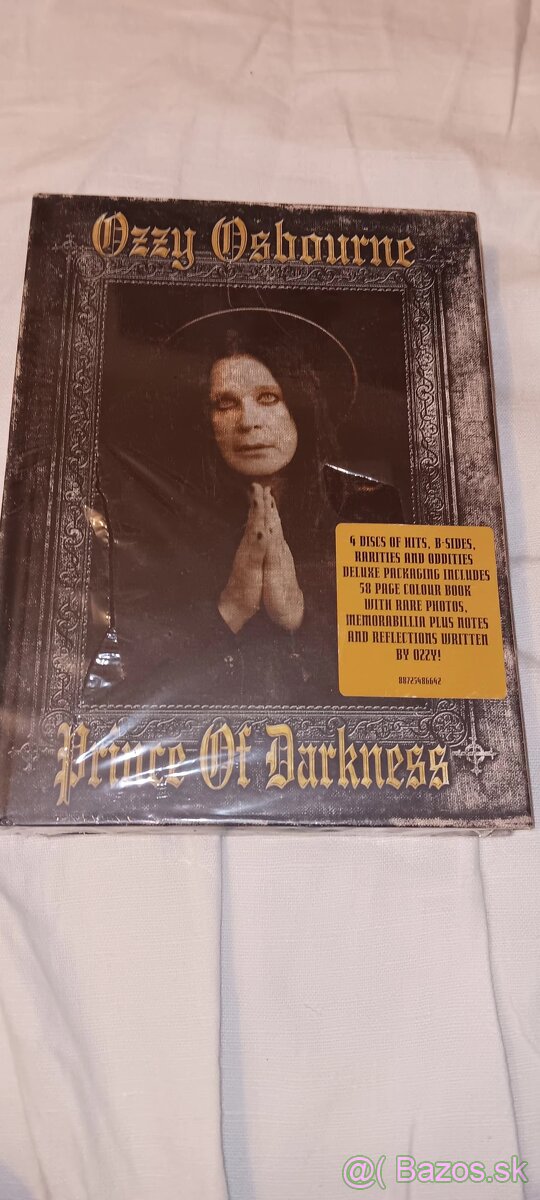 Ozzy Osbourne
4 DISCS OF HITS, B-SIDES,
RARITIES AND ODDITIES
DELUXE PACKAGING INCLUDES
58 PAGE COLOUR BOOK
WITH RARE PHOTOS,
MEMORABILLIA PLUS NOTES
AND REFLECTIONS WRITTEN
BY OZZY!
88725486642
Prince Of Darkness
@( Bazos.sk